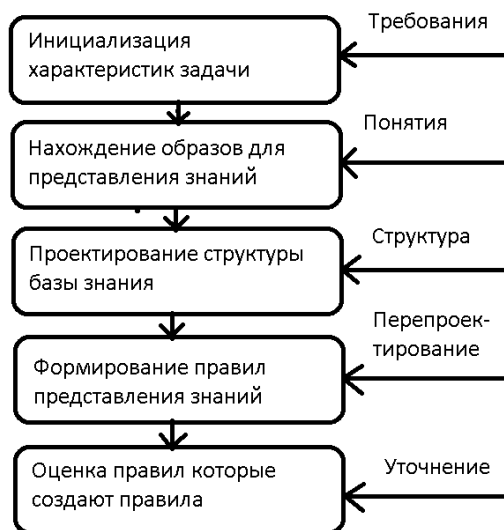 Требования
Инициализация
характеристик задачи
Понятия
Нахождение образов для
представления знаний
Структура
Проектирование структуры
базы знания
Перепроек-
тирование
Формирование правил
представления знаний
Уточнение
Оценка правил которые
создают правила